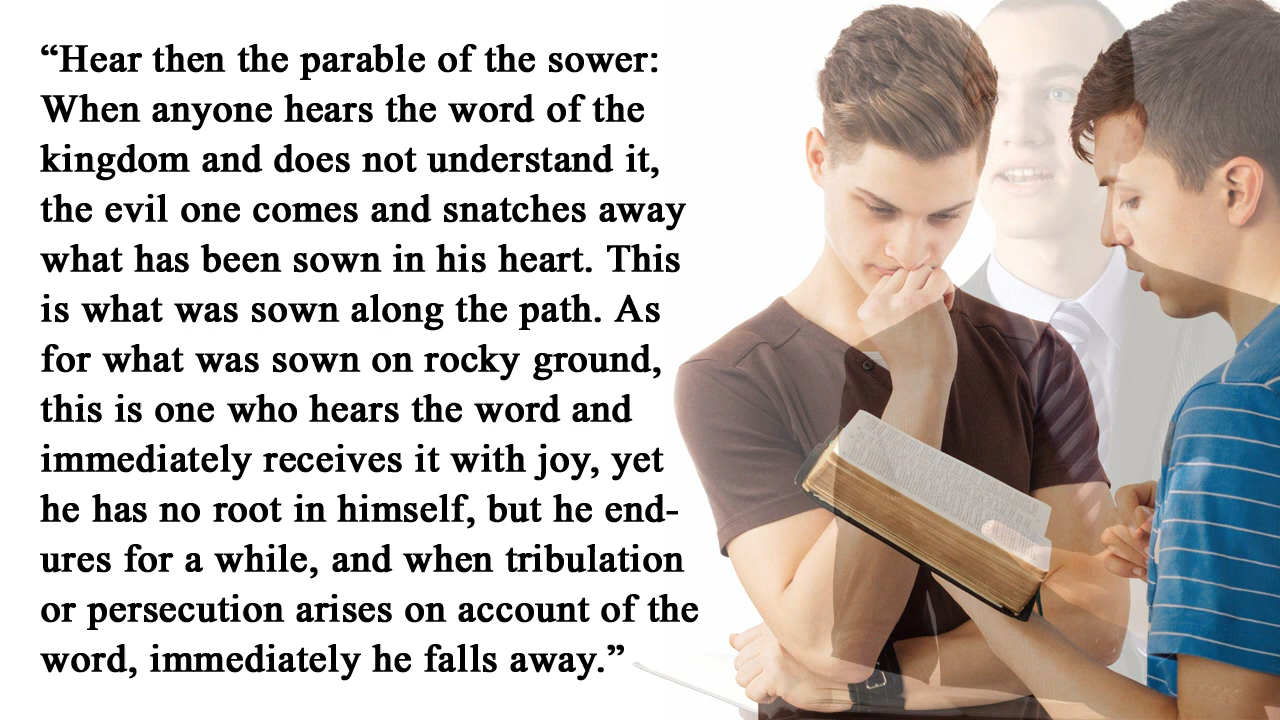 “Hear then the parable of the sower:
When anyone hears the word of the
kingdom and does not understand it,
the evil one comes and snatches away
what has been sown in his heart. This
is what was sown along the path. As
for what was sown on rocky ground,
this is one who hears the word and
immediately receives it with joy, yet
he has no root in himself, but he end-
ures for a while, and when tribulation
or persecution arises on account of the
word, immediately he falls away.”